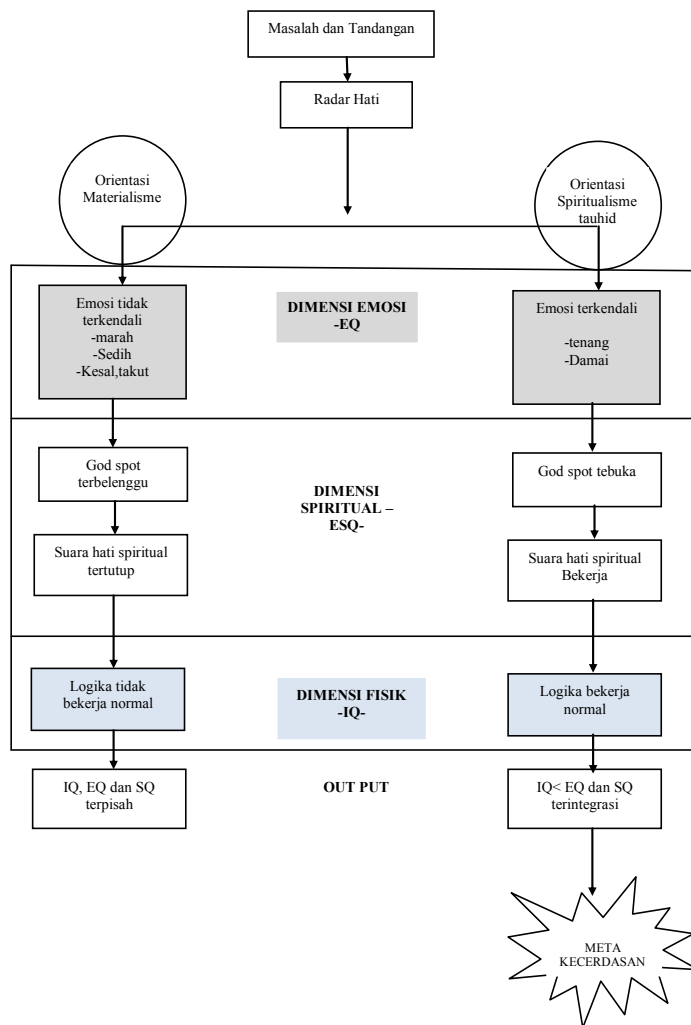 Masalah dan Tandangan
Radar Hati
Orientasi
Materialisme
Orientasi
Spiritualisme
tauhid
Emosi tidak
terkendali
-marah
-Sedih
-Kesal,takut
DIMENSI EMOSI
-EQ
Emosi terkendali
-tenang
-Damai
God spot
terbelenggu
DIMENSI
SPIRITUAL –
ESQ-
God spot tebuka
Suara hati spiritual
tertutup
Suara hati spiritual
Bekerja
Logika tidak
bekerja normal
DIMENSI FISIK
-IQ-
Logika bekerja
normal
IQ, EQ dan SQ
terpisah
OUT PUT
IQ< EQ dan SQ
terintegrasi
META
KECERDASAN